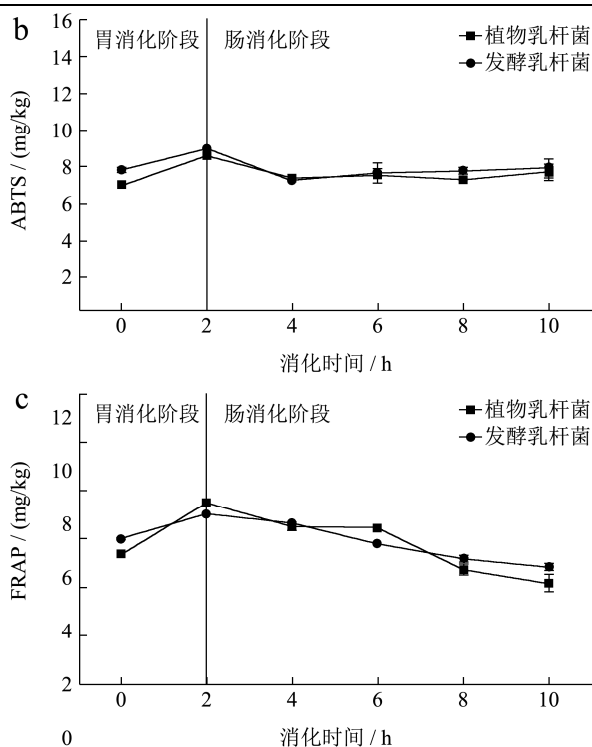 b
16
14
12
10
8
6
4
2
ABTS / (mg/kg)
胃消化阶段
肠消化阶段
植物乳杆菌
发酵乳杆菌
0 2 4 6 8 10
消化时间 / h
c
12
10
8
6
4
2
0
FRAP / (mg/kg)
胃消化阶段
肠消化阶段
植物乳杆菌
发酵乳杆菌
0 2 4 6 8 10
消化时间 / h